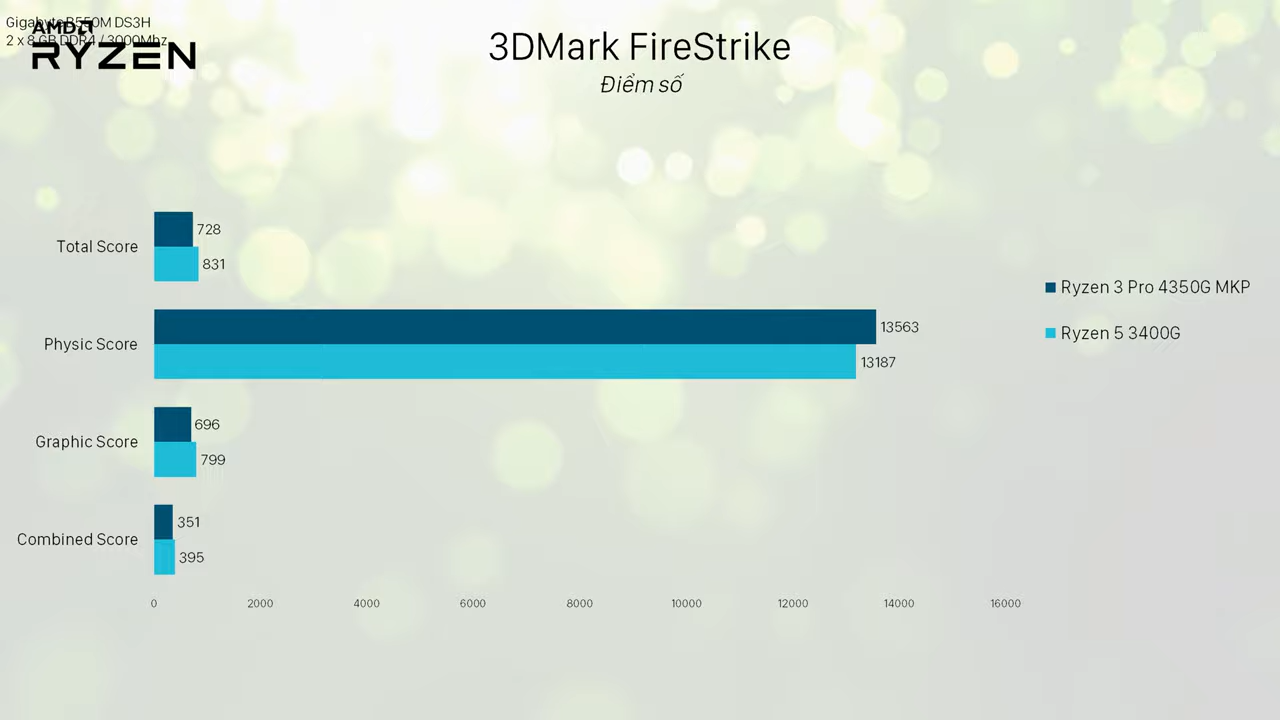 Gigabyte B550M DS3H
2 x 8 GB DDR4 / 3000Mhz
AMD
RYZEN
3DMark FireStrike
Điểm số
Total Score
728
831
Physic Score
13563
13187
Graphic Score
696
799
Combined Score
351
395
0 2000 4000 6000 8000 10000 12000 14000 16000
Ryzen 3 Pro 4350G MKP
Ryzen 5 3400G